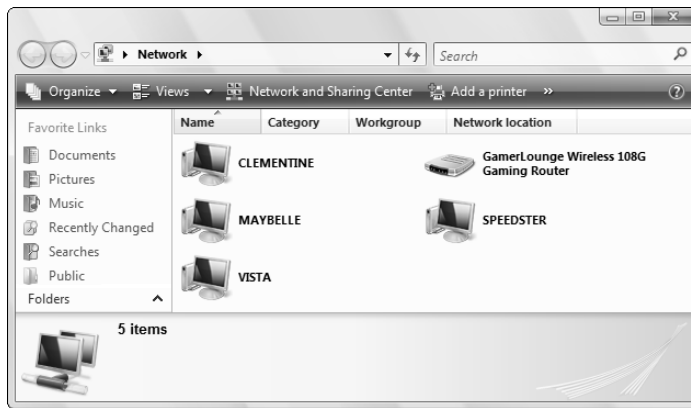 Network
Search
Organize
Views
Network and Sharing Center
Add a printer
»
?
Favorite Links
Documents
Pictures
Music
Recently Changed
Searches
Public
Folders
Name Category Workgroup Network location
CLEMENTINE
GamerLounge Wireless 108G
Gaming Router
MAYBELLE
SPEEDSTER
VISTA
5 items